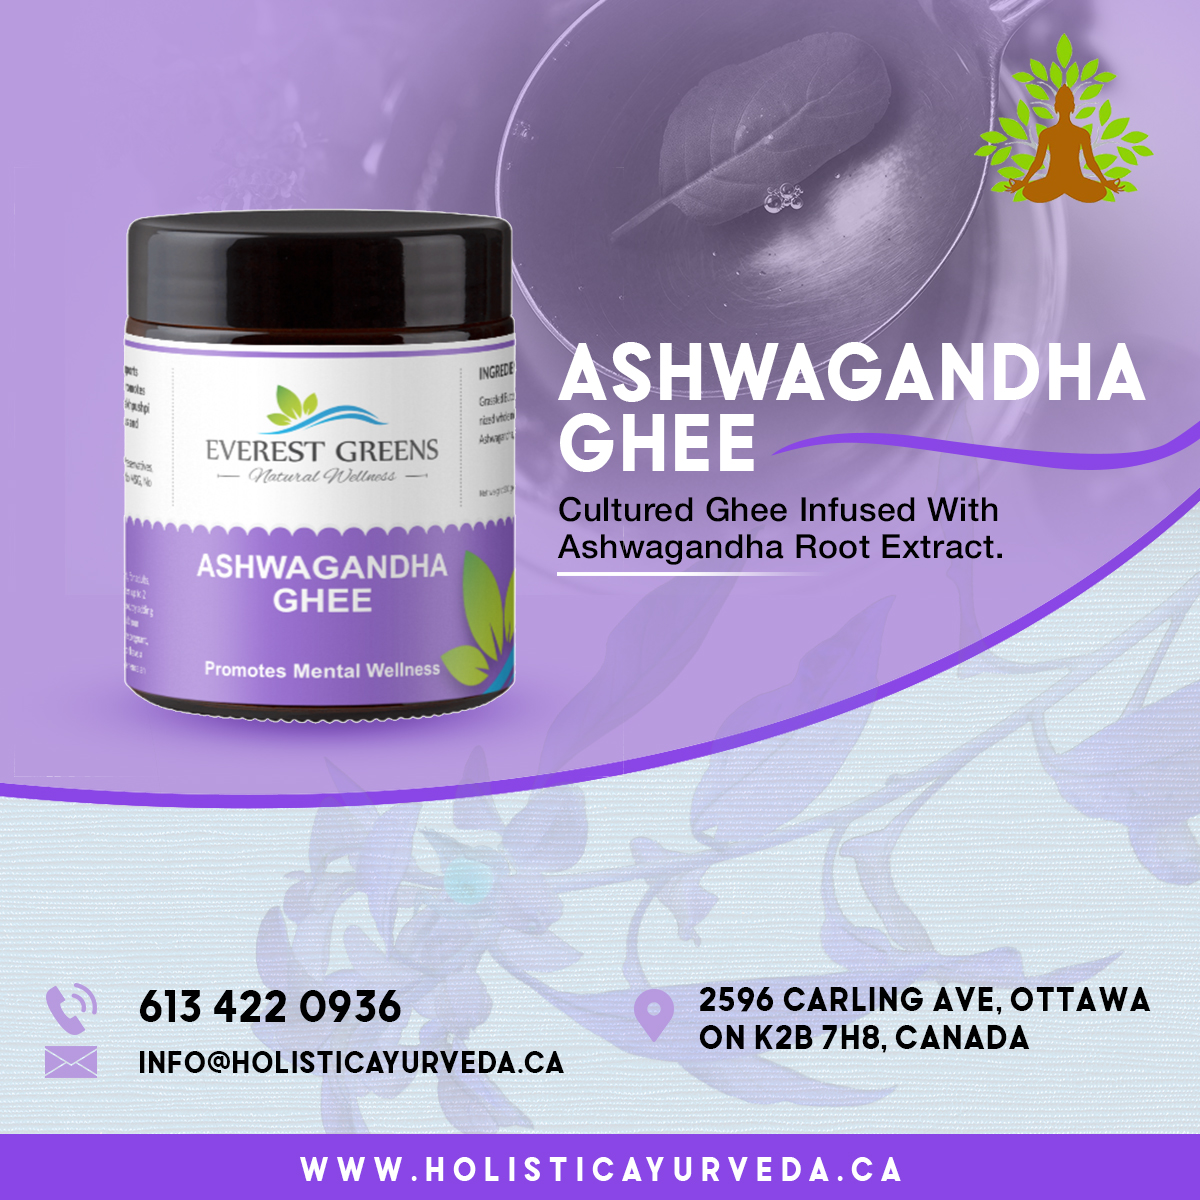 INGREDIE
EVEREST GREENS
Natural Wellness
ASHWAGANDHA
GHEE
Promotes Mental Wellness
ASHWAGANDHA
GHEE
Cultured Ghee Infused With
Ashwagandha Root Extract.
613 422 0936
INFO@HOLISTICAYURVEDA.CA
2596 CARLING AVE, OTTAWA
ON K2B 7H8, CANADA
WWW.HOLISTICAYURVEDA.CA